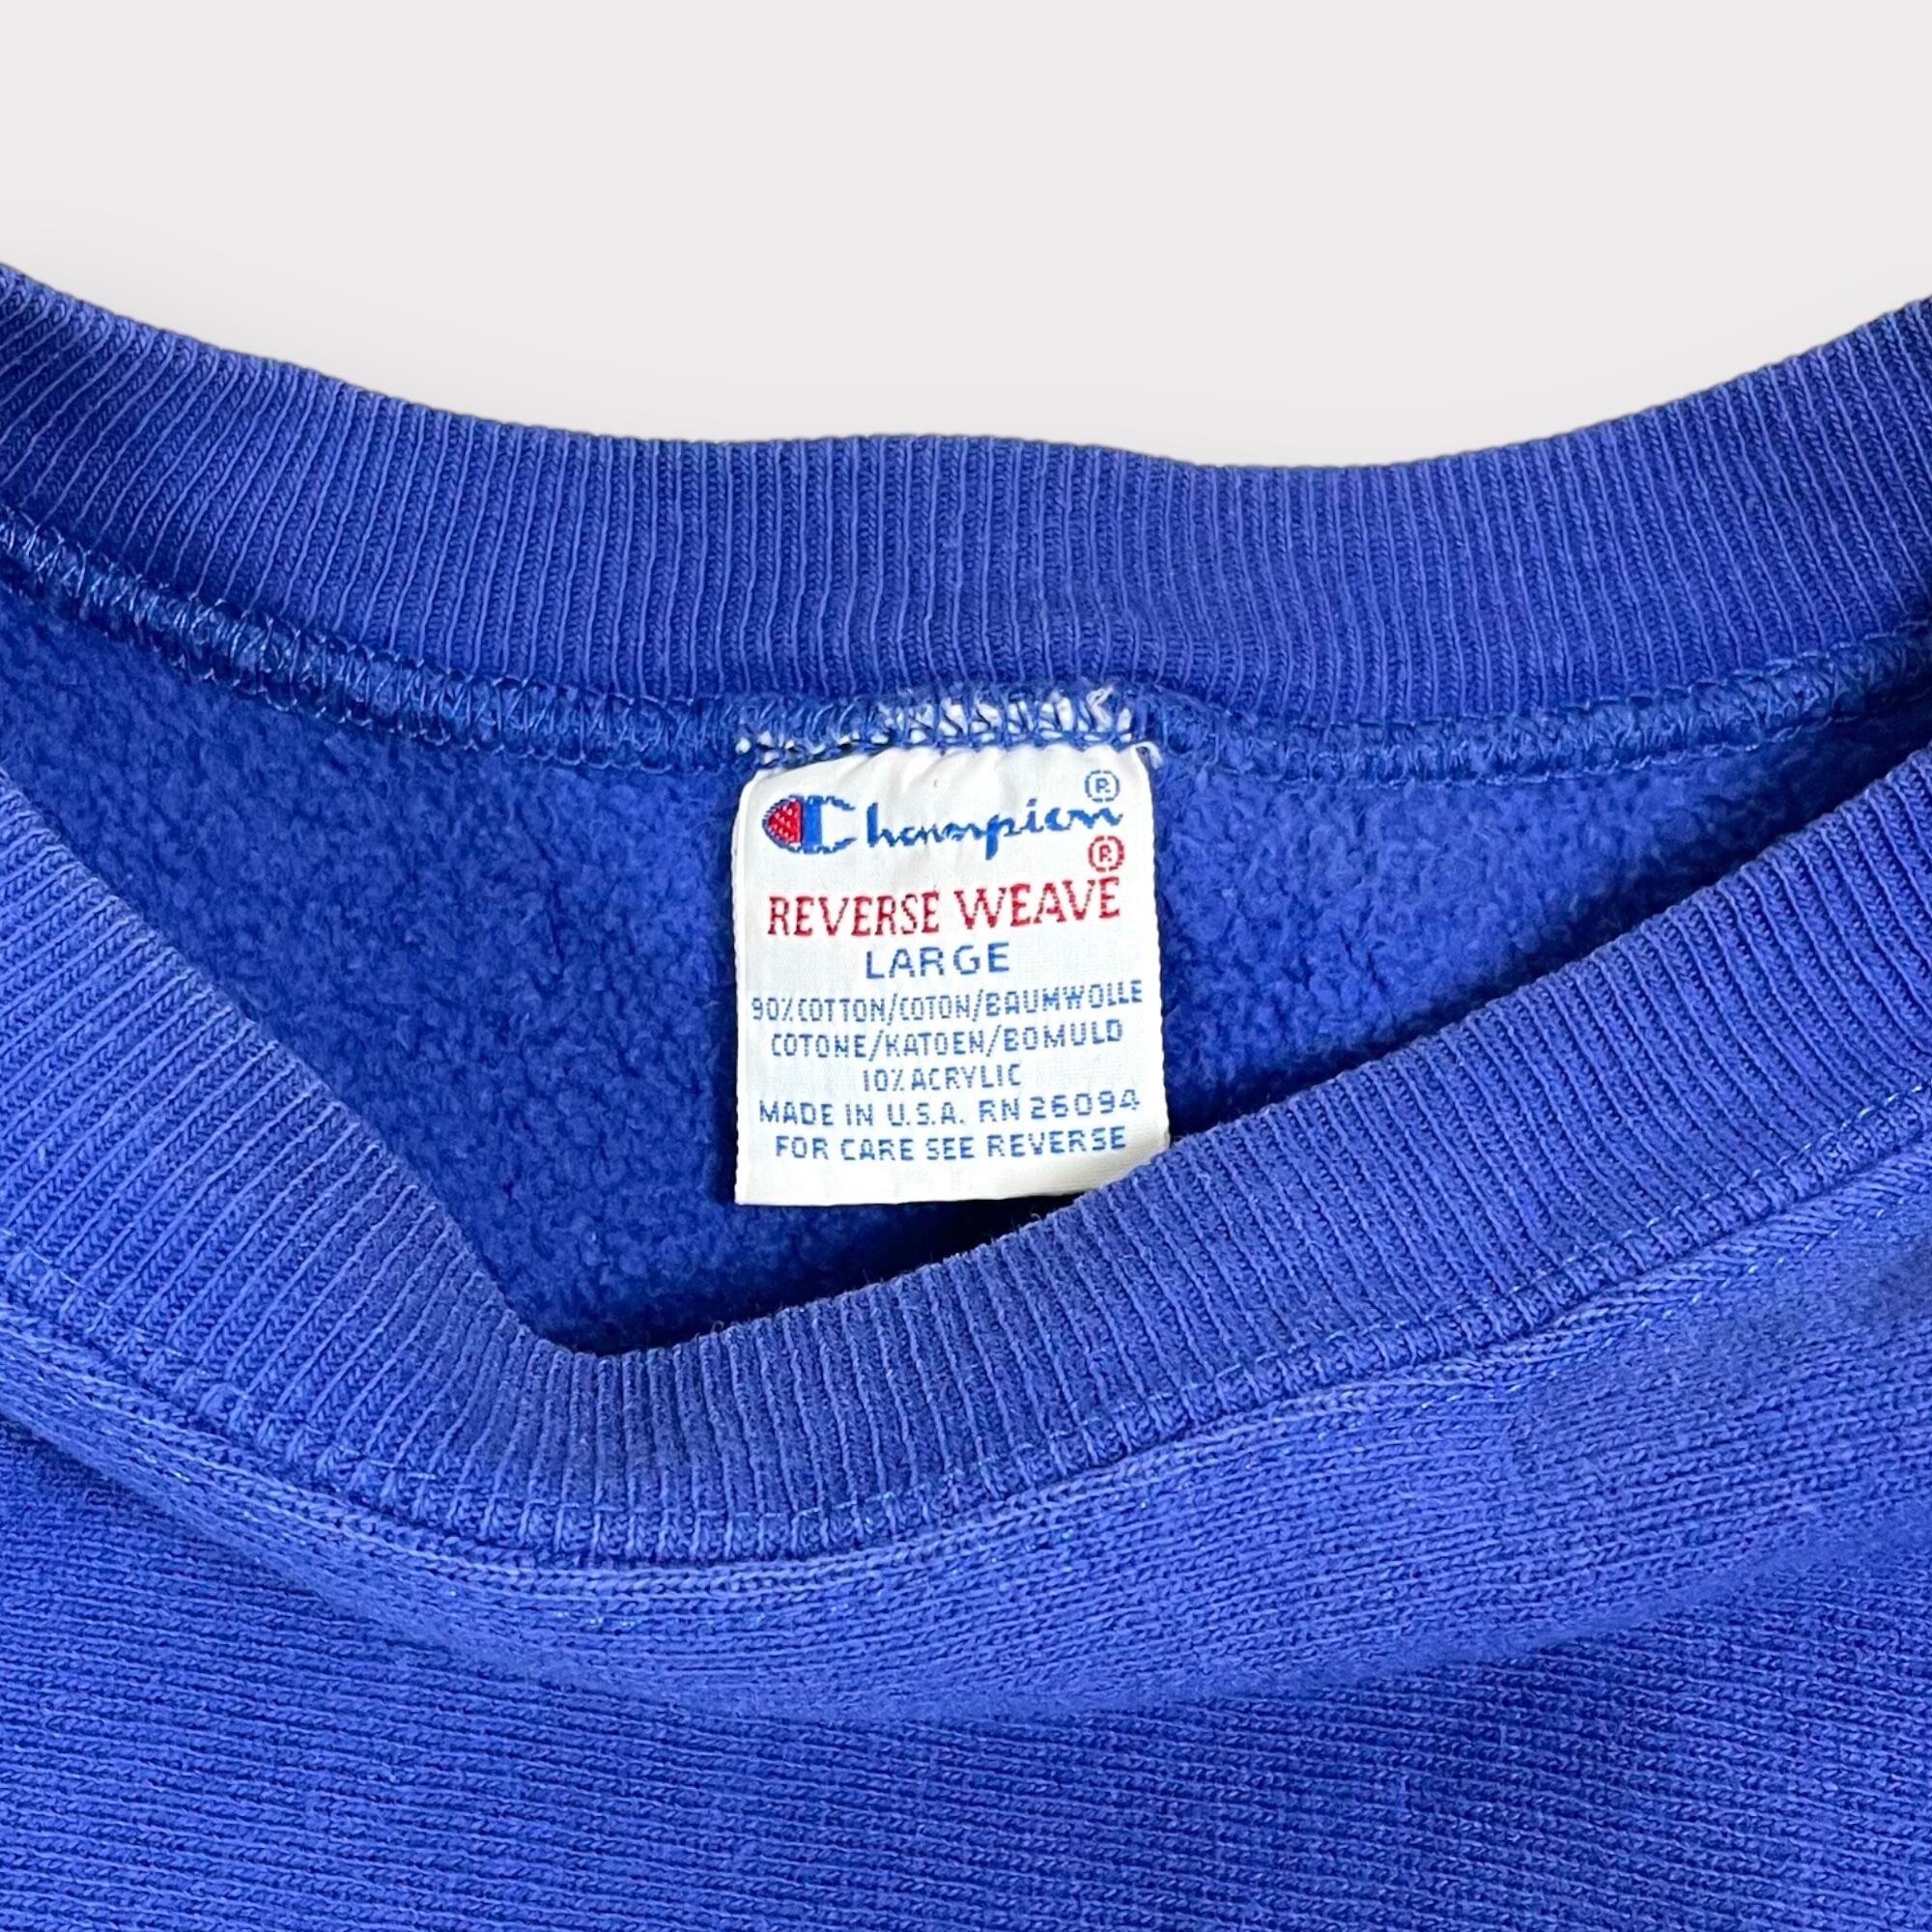 Champion®
REVERSE WEAVE®
LARGE
90% COTTON/COTON/BAUMWOLLE
COTONE/KATOEN/BOMULD
10% ACRYLIC
MADE IN U.S.A. RN 26094
FOR CARE SEE REVERSE